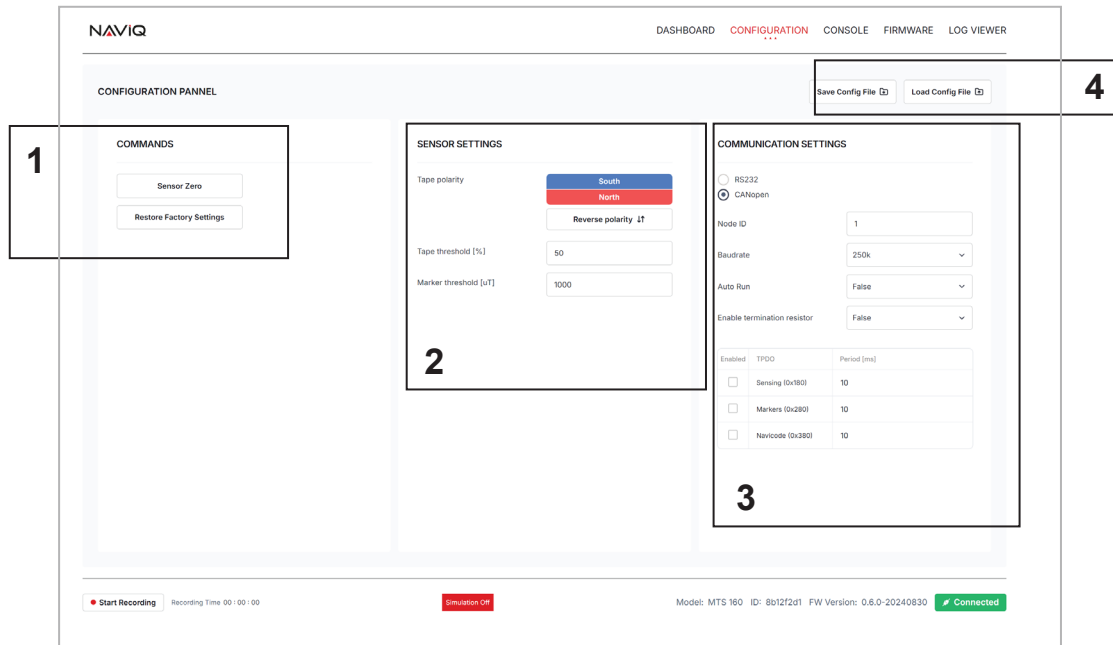 NAViQ
DASHBOARD CONFIGURATION CONSOLE FIRMWARE LOG VIEWER
CONFIGURATION PANNEL
Save Config File Load Config File
4
1
COMMANDS
Sensor Zero
Restore Factory Settings
SENSOR SETTINGS
Tape polarity
South
North
Reverse polarity
Tape threshold [%] 50
Marker threshold [uT] 1000
2
COMMUNICATION SETTINGS
RS232
CANopen
Node ID 1
Baudrate 250k
Auto Run False
Enable termination resistor False
Enabled TPDO Period [ms]
Sensing (0x180) 10
Markers (0x280) 10
Navicode (0x380) 10
3
Start Recording Recording Time 00 : 00 : 00
Simulation Off
Model: MTS 160 ID: 8b12f2d1 FW Version: 0.6.0-20240830 Connected